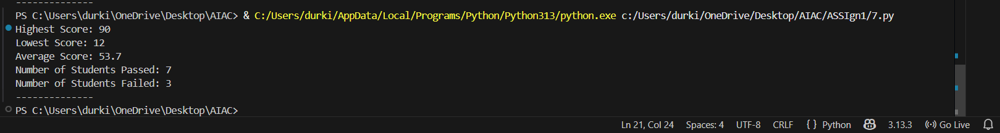 --------------
PS C:\Users\durki\OneDrive\Desktop\AIAC> & C:/Users/durki/AppData/Local/Programs/Python/Python313/python.exe c:/Users/durki/OneDrive/Desktop/AIAC/ASSIgn1/7.py
Highest Score: 90
Lowest Score: 12
Average Score: 53.7
Number of Students Passed: 7
Number of Students Failed: 3
--------------
PS C:\Users\durki\OneDrive\Desktop\AIAC>
Ln 21, Col 24 Spaces: 4 UTF-8 CRLF { } Python 3.13.3 Go Live